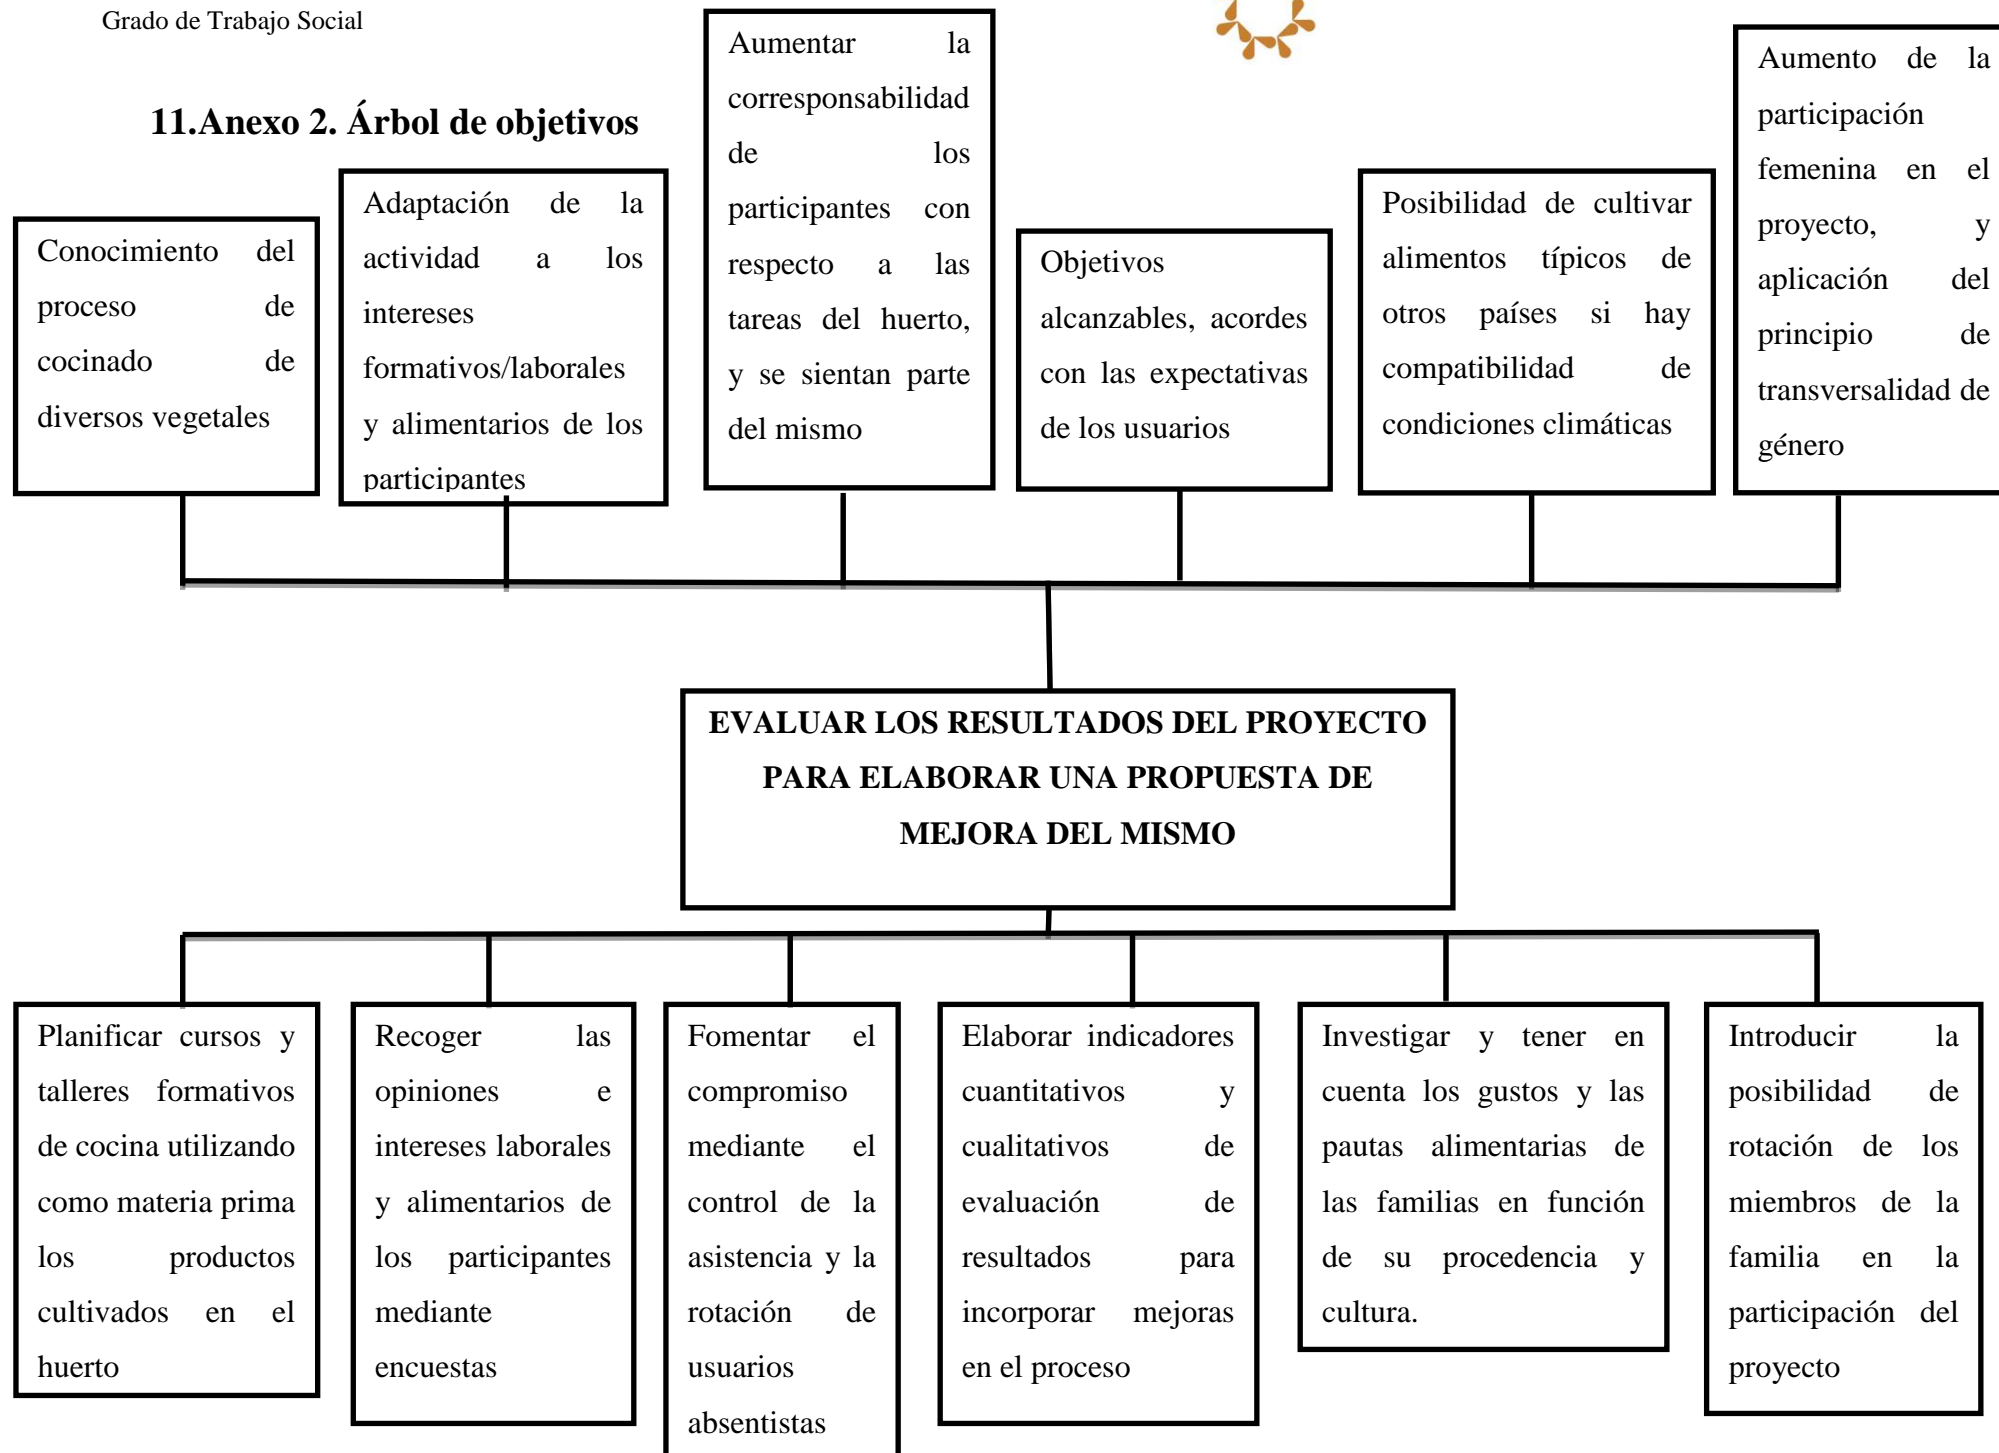 Grado de Trabajo Social
11.Anexo 2. Árbol de objetivos
Conocimiento del
proceso de
cocinado de
diversos vegetales
Adaptación de la
actividad a los
intereses
formativos/laborales
y alimentarios de los
participantes
Aumentar la
corresponsabilidad
de los
participantes con
respecto a las
tareas del huerto,
y se sientan parte
del mismo
Objetivos
alcanzables, acordes
con las expectativas
de los usuarios
Posibilidad de cultivar
alimentos típicos de
otros países si hay
compatibilidad de
condiciones climáticas
Aumento de la
participación
femenina en el
proyecto, y
aplicación del
principio de
transversalidad de
género
EVALUAR LOS RESULTADOS DEL PROYECTO
PARA ELABORAR UNA PROPUESTA DE
MEJORA DEL MISMO
Planificar cursos y
talleres formativos
de cocina utilizando
como materia prima
los productos
cultivados en el
huerto
Recoger las
opiniones e
intereses laborales
y alimentarios de
los participantes
mediante
encuestas
Fomentar el
compromiso
mediante el
control de la
asistencia y la
rotación de
usuarios
absentistas
Elaborar indicadores
cuantitativos y
cualitativos de
evaluación de
resultados para
incorporar mejoras
en el proceso
Investigar y tener en
cuenta los gustos y las
pautas alimentarias de
las familias en función
de su procedencia y
cultura.
Introducir la
posibilidad de
rotación de los
miembros de la
familia en la
participación del
proyecto